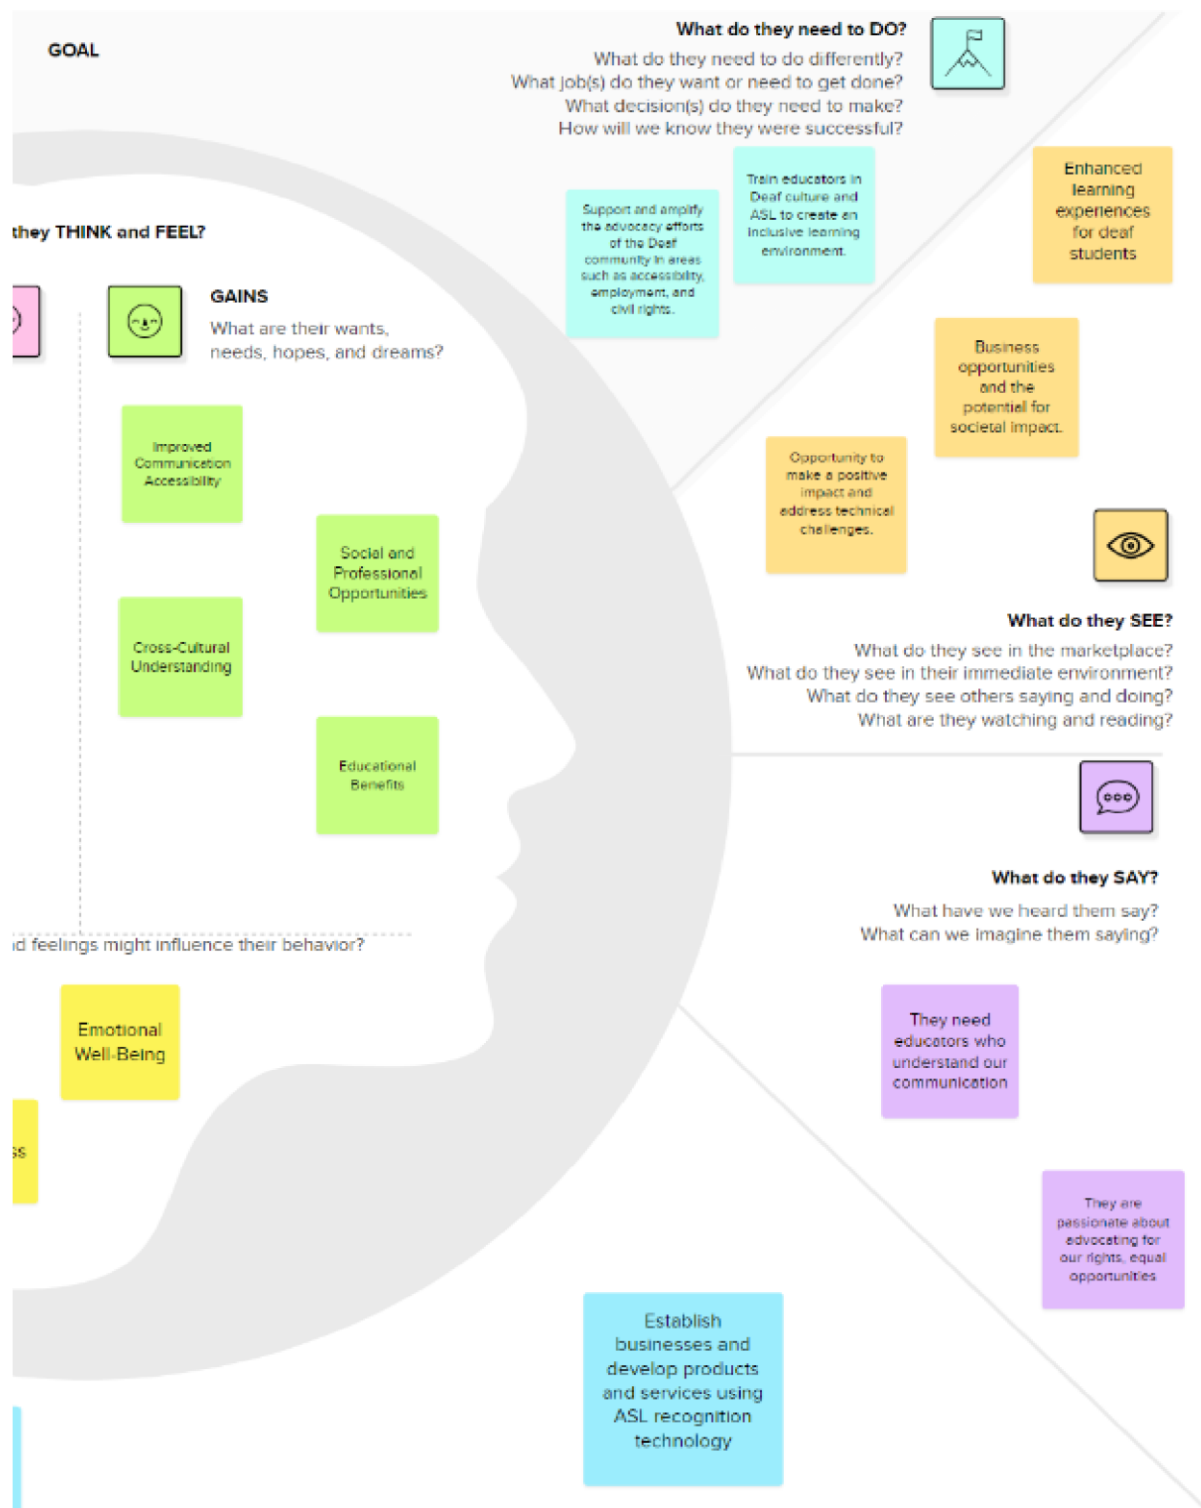 GOAL
What do they need to DO?
What do they need to do differently?
What job(s) do they want or need to get done?
What decision(s) do they need to make?
How will we know they were successful?
Support and amplify
the advocacy efforts
of the Deaf
community in areas
such as accessibility,
employment, and
civil rights.
Train educators in
Deaf culture and
ASL to create an
inclusive learning
environment.
Enhanced
learning
experiences
for deaf
students
Business
opportunities
and the
potential for
societal impact.
Opportunity to
make a positive
impact and
address technical
challenges.
What do they SEE?
What do they see in the marketplace?
What do they see in their immediate environment?
What do they see others saying and doing?
What are they watching and reading?
they THINK and FEEL?
GAINS
What are their wants,
needs, hopes, and dreams?
Improved
Communication
Accessibility
Social and
Professional
Opportunities
Cross-Cultural
Understanding
Educational
Benefits
d feelings might influence their behavior?
Emotional
Well-Being
ss
What do they SAY?
What have we heard them say?
What can we imagine them saying?
They need
educators who
understand our
communication
They are
passionate about
advocating for
our rights, equal
opportunities
Establish
businesses and
develop products
and services using
ASL recognition
technology